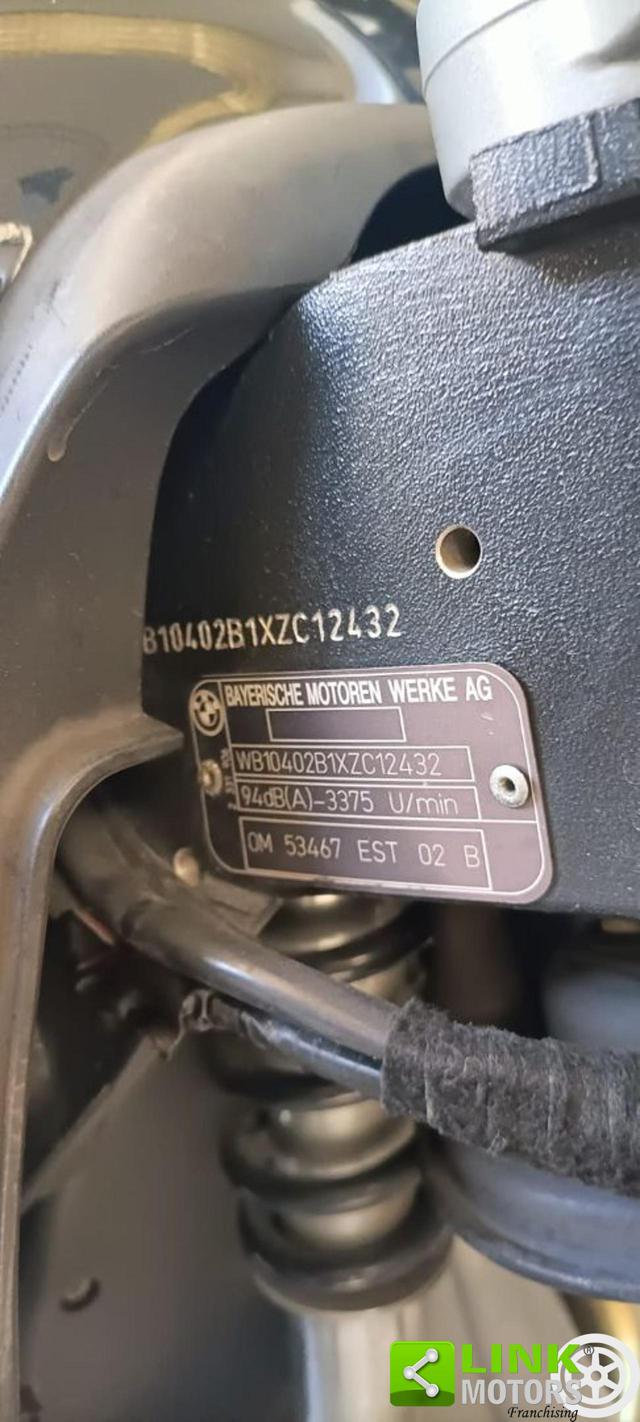 B10402B1XZC12432
BAYERISCHE MOTOREN WERKE AG
WB10402B1XZC12432
94dB(A)-3375 U/min
OM 53467 EST 02 B
LINK®
MOTORS
Franchising